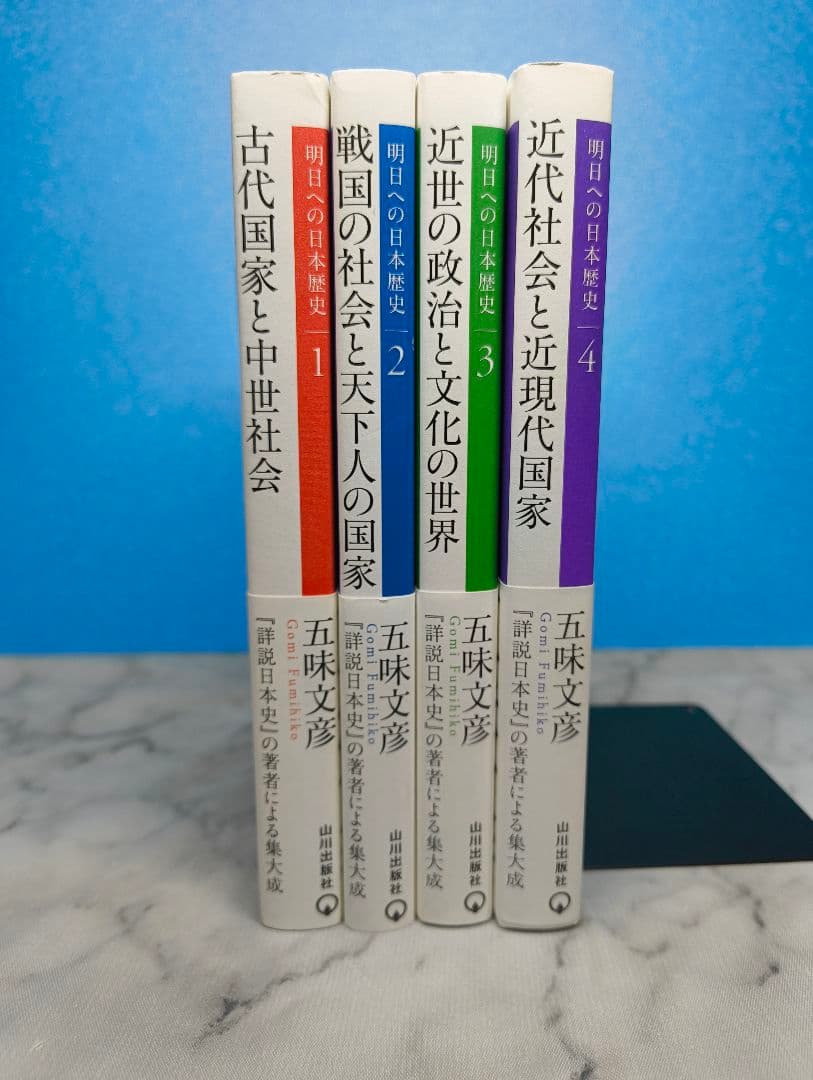 明日への日本歴史 1
古代国家と中世社会
五味文彦
Gomi Fumihiko
『詳説日本史』の著者による集大成
山川出版社
明日への日本歴史 2
戦国の社会と天下人の国家
五味文彦
Gomi Fumihiko
『詳説日本史』の著者による集大成
山川出版社
明日への日本歴史 3
近世の政治と文化の世界
五味文彦
Gomi Fumihiko
『詳説日本史』の著者による集大成
山川出版社
明日への日本歴史 4
近代社会と近現代国家
五味文彦
Gomi Fumihiko
『詳説日本史』の著者による集大成
山川出版社